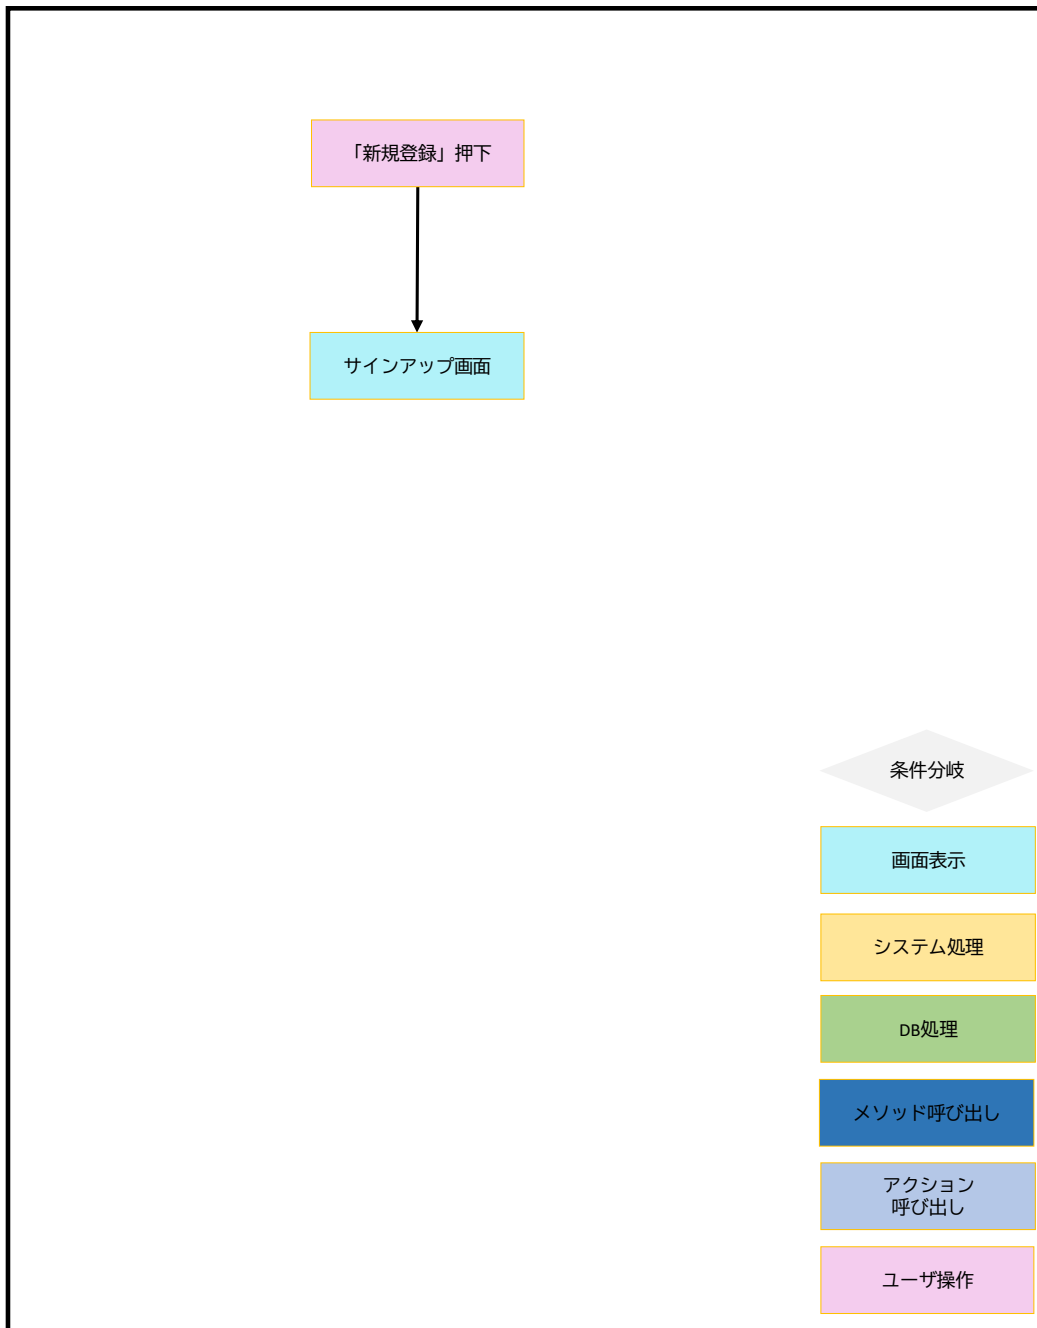 「新規登録」押下
サインアップ画面
条件分岐
画面表示
システム処理
DB処理
メソッド呼び出し
アクション
呼び出し
ユーザ操作